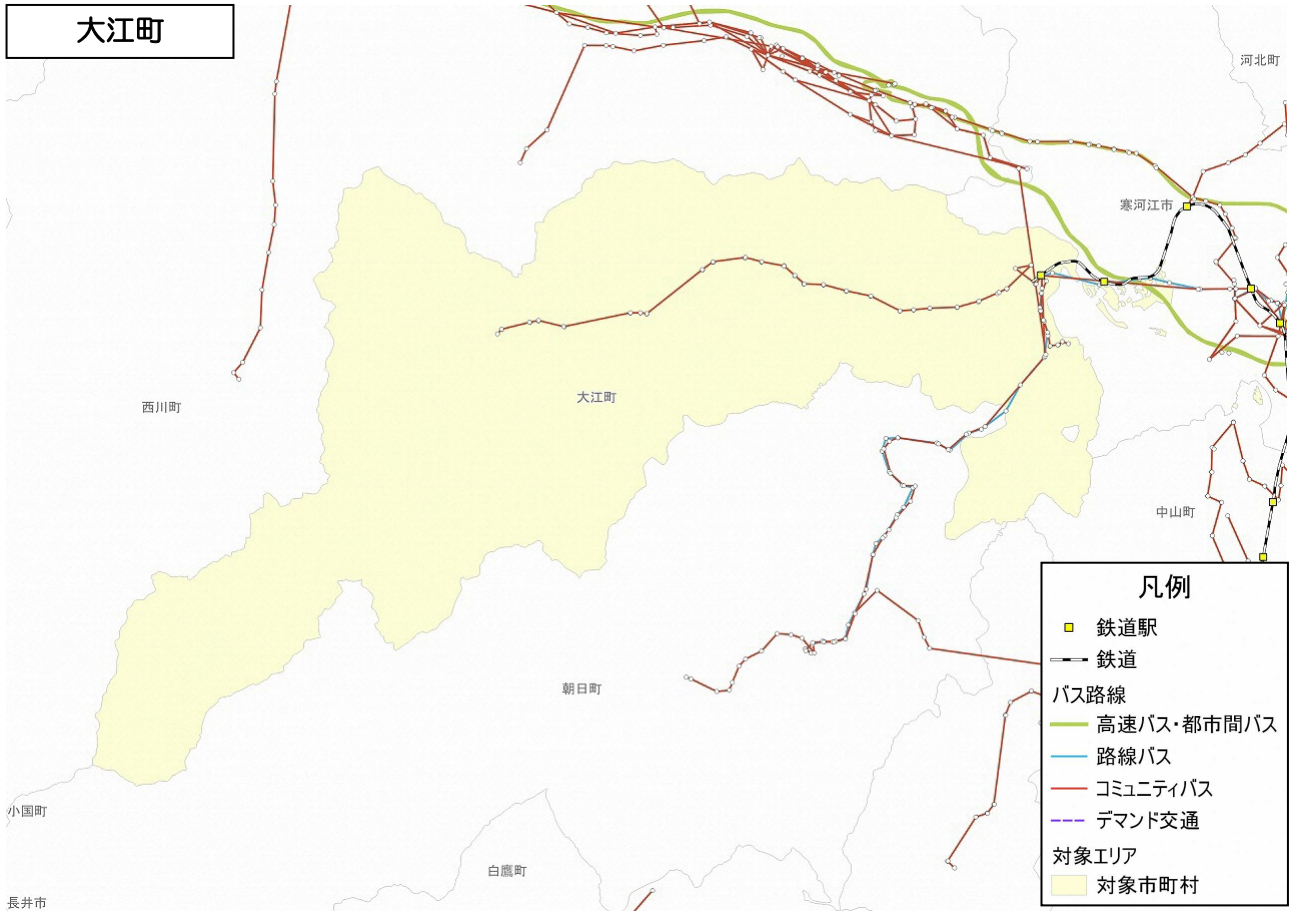 大江町
河北町
寒河江市
大江町
西川町
中山町
朝日町
小国町
白鷹町
長井市
凡例
鉄道駅
鉄道
バス路線
高速バス・都市間バス
路線バス
コミュニティバス
デマンド交通
対象エリア
対象市町村